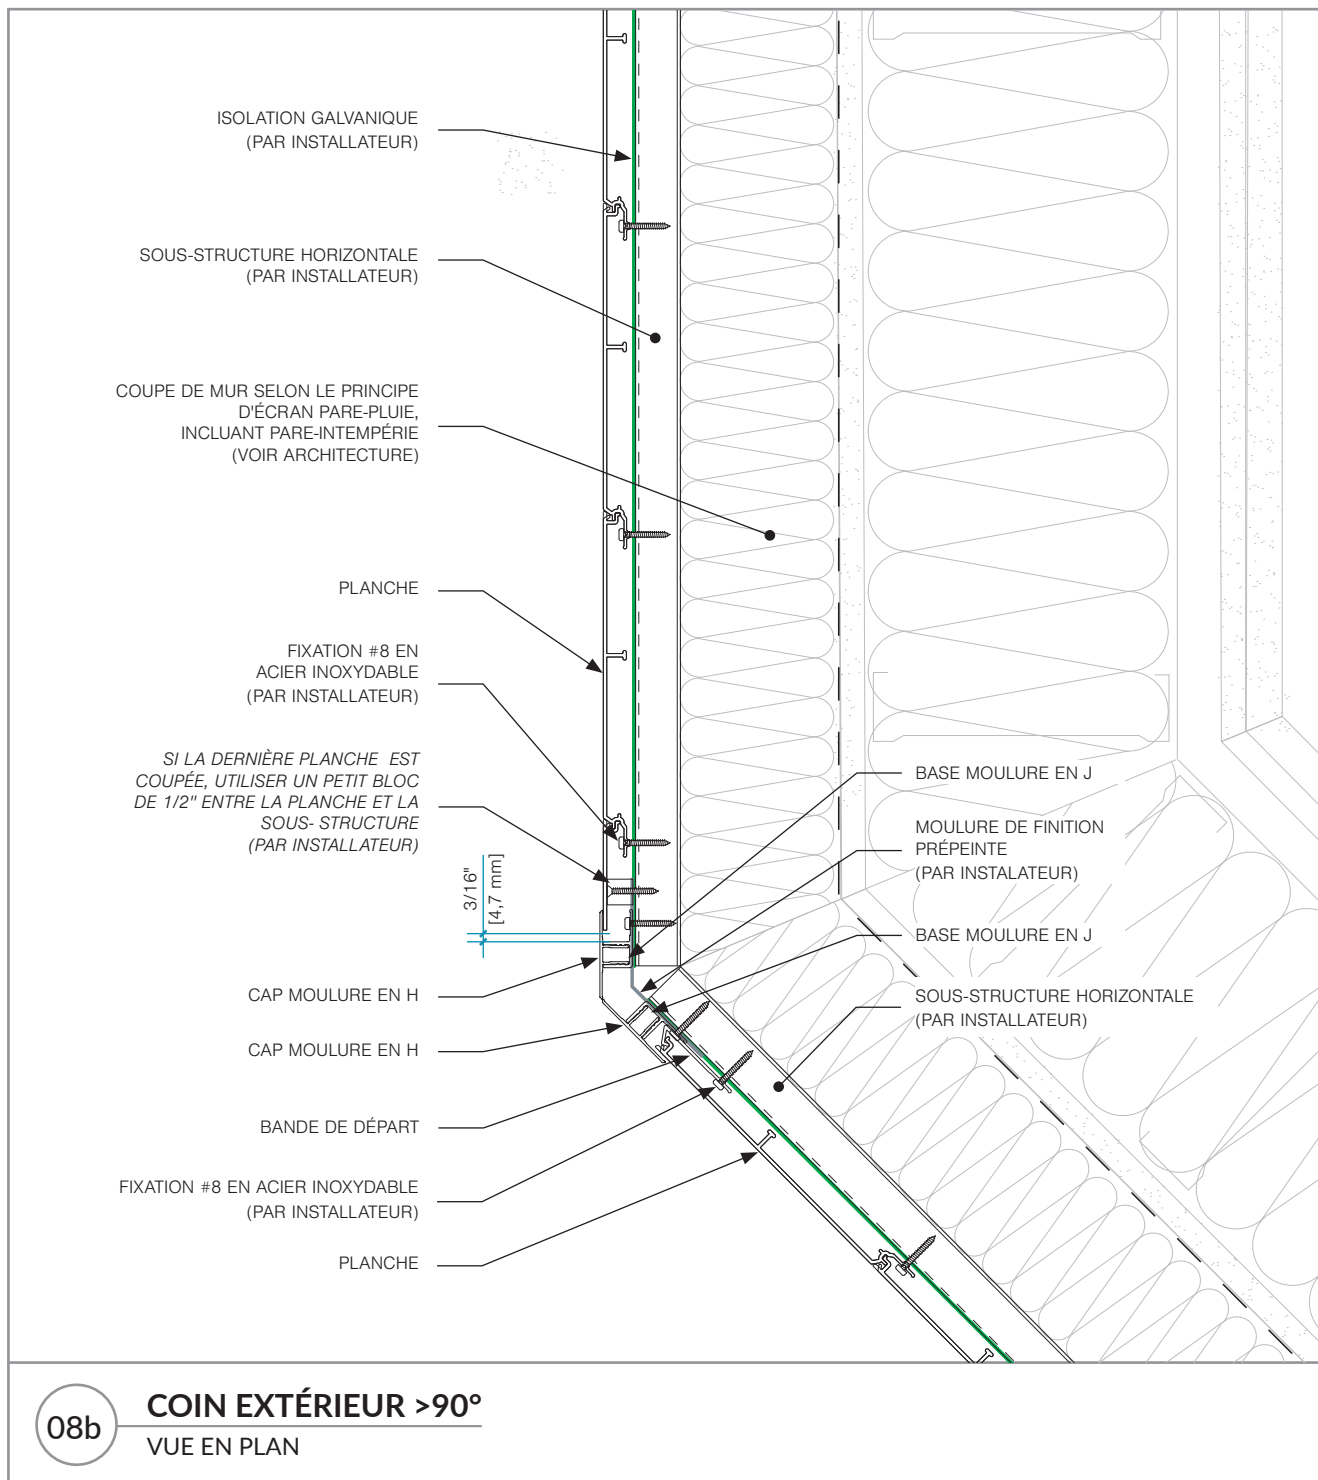 ISOLATION GALVANIQUE
(PAR INSTALLATEUR)
SOUS-STRUCTURE HORIZONTALE
(PAR INSTALLATEUR)
COUPE DE MUR SELON LE PRINCIPE
D'ÉCRAN PARE-PLUIE,
INCLUANT PARE-INTEMPÉRIE
(VOIR ARCHITECTURE)
PLANCHE
FIXATION #8 EN
ACIER INOXYDABLE
(PAR INSTALLATEUR)
SI LA DERNIÈRE PLANCHE EST
COUPÉE, UTILISER UN PETIT BLOC
DE 1/2" ENTRE LA PLANCHE ET LA
SOUS- STRUCTURE
(PAR INSTALLATEUR)
3/16"
[4,7 mm]
CAP MOULURE EN H
CAP MOULURE EN H
BANDE DE DÉPART
FIXATION #8 EN ACIER INOXYDABLE
(PAR INSTALLATEUR)
PLANCHE
BASE MOULURE EN J
MOULURE DE FINITION
PRÉPEINTE
(PAR INSTALATEUR)
BASE MOULURE EN J
SOUS-STRUCTURE HORIZONTALE
(PAR INSTALLATEUR)
08b
COIN EXTÉRIEUR >90°
VUE EN PLAN